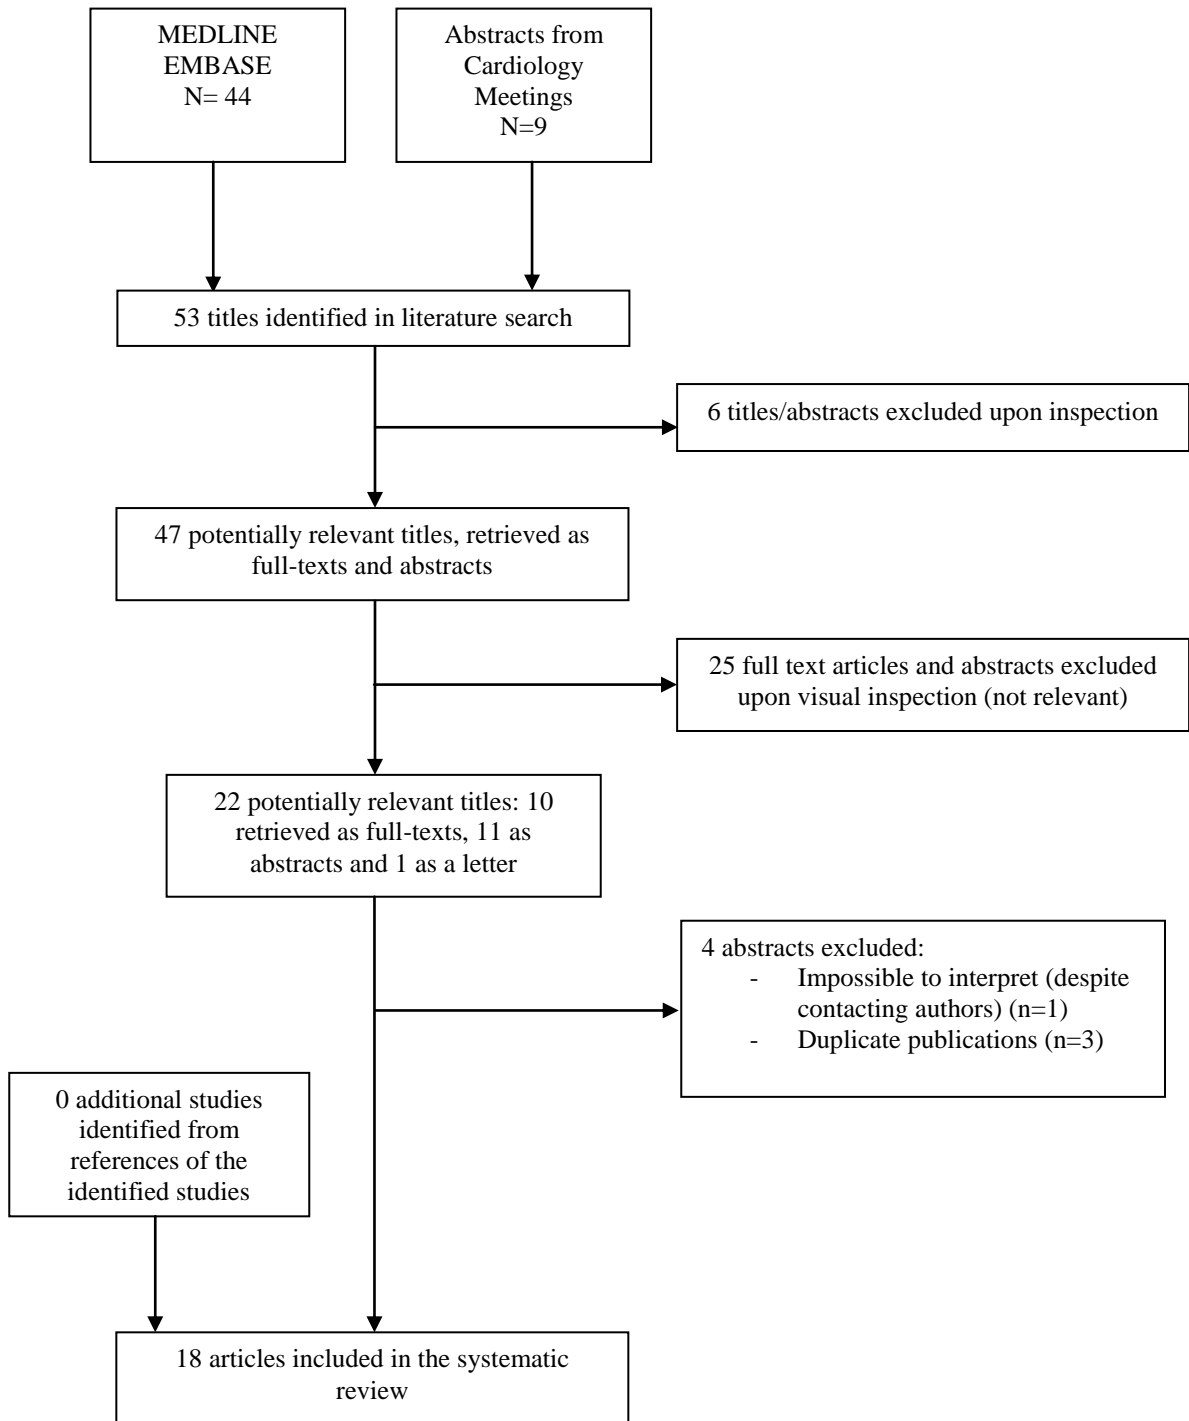 MEDLINE
EMBASE
N= 44
Abstracts from
Cardiology
Meetings
N=9
53 titles identified in literature search
6 titles/abstracts excluded upon inspection
47 potentially relevant titles, retrieved as
full-texts and abstracts
25 full text articles and abstracts excluded
upon visual inspection (not relevant)
22 potentially relevant titles: 10
retrieved as full-texts, 11 as
abstracts and 1 as a letter
4 abstracts excluded:
- Impossible to interpret (despite
contacting authors) (n=1)
- Duplicate publications (n=3)
0 additional studies
identified from
references of the
identified studies
18 articles included in the systematic
review